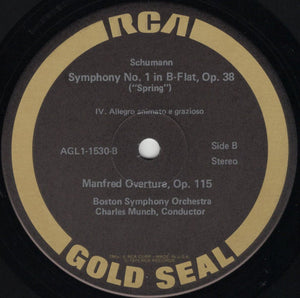 RCA
Schumann
Symphony No. 1 in B-Flat, Op. 38
("Spring")
IV. Allegro animato e grazioso
AGL1-1530-B
Side B
Stereo
Manfred Overture, Op. 115
Boston Symphony Orchestra
Charles Munch, Conductor
GOLD SEAL